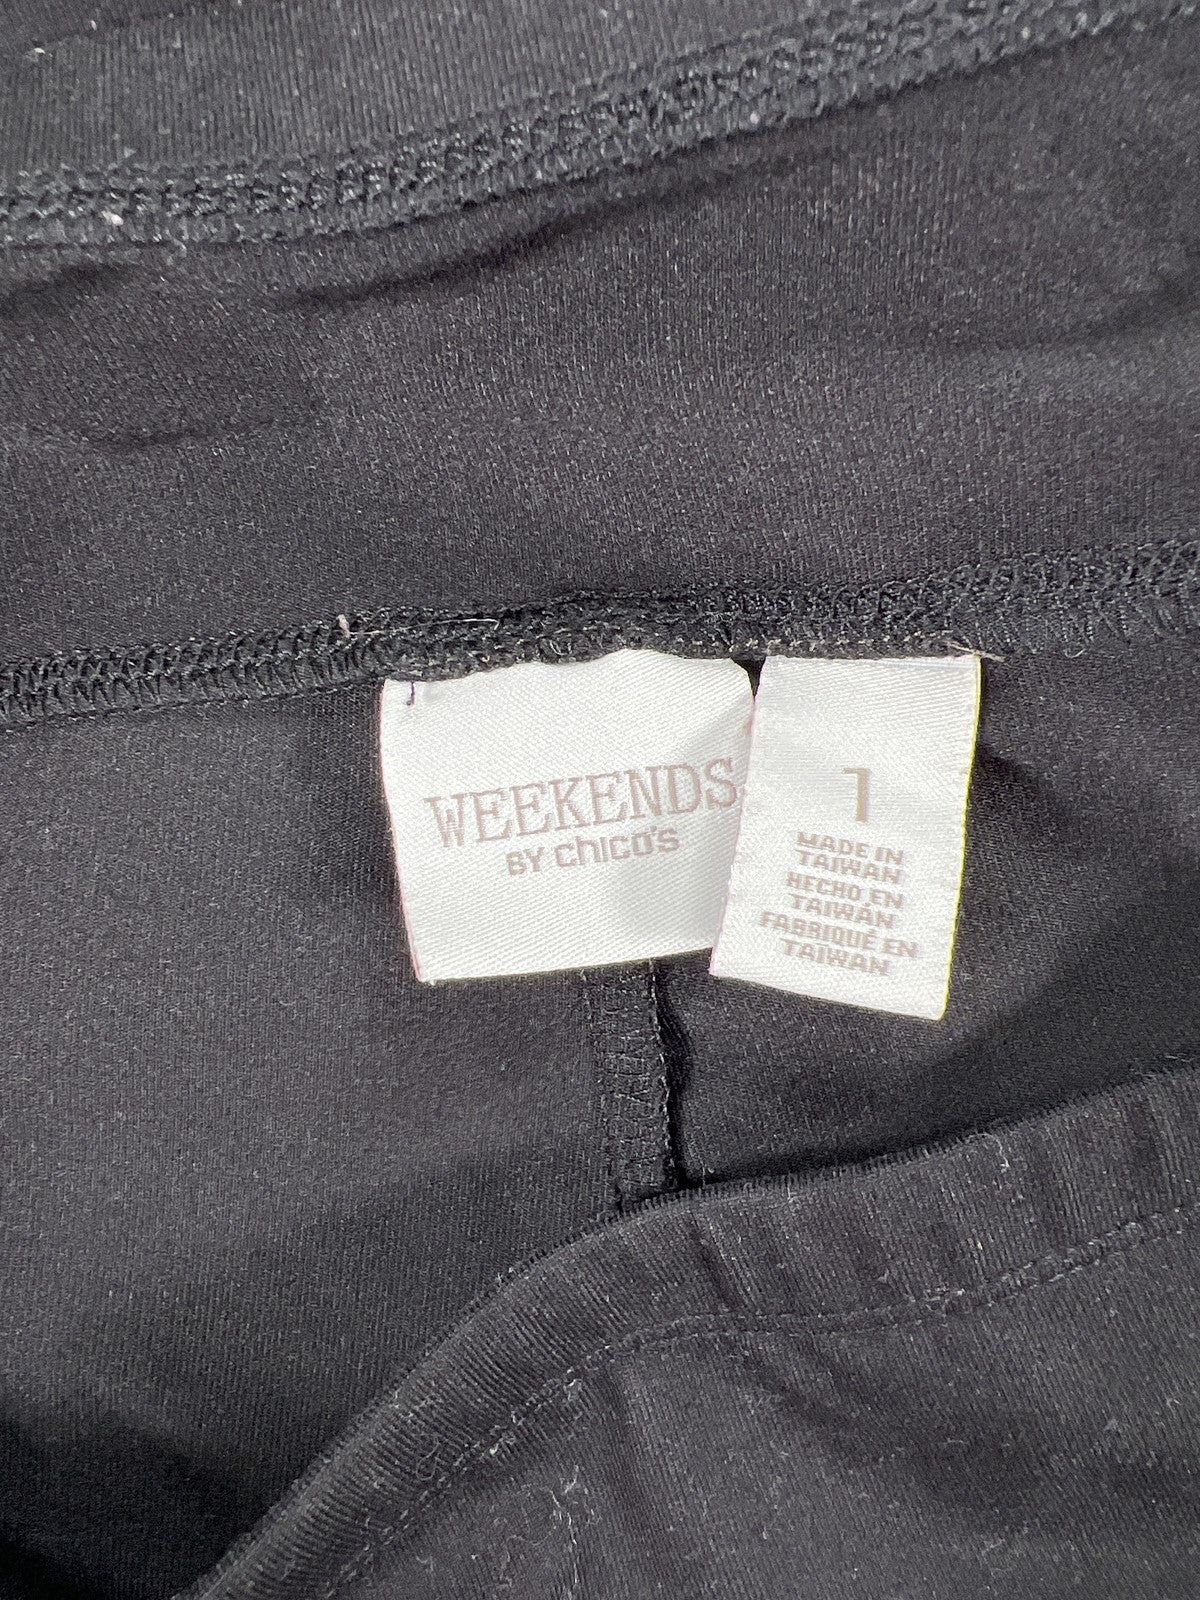 WEEKENDS
BY chico's
1
MADE IN
TAIWAN
HECHO EN
TAIWÁN
FABRIQUÉ EN
TAIWAN